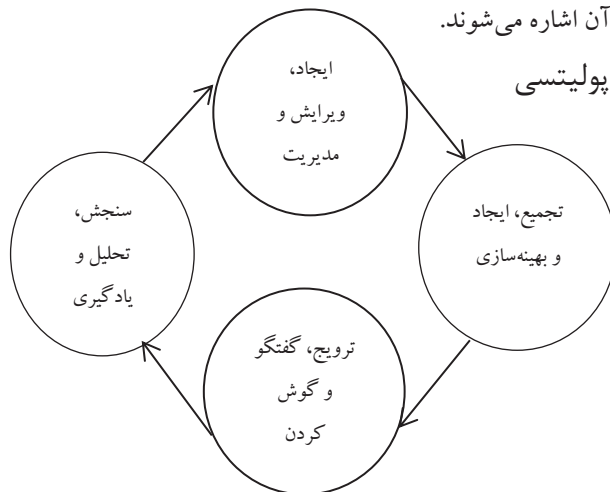 آن اشاره می‌شوند.
پولیتسی
ایجاد،
ویرایش و
مدیریت
تجمیع، ایجاد
و بهینه‌سازی
ترویج، گفتگو
و گوش
کردن
سنجش،
تحلیل و
یادگیری